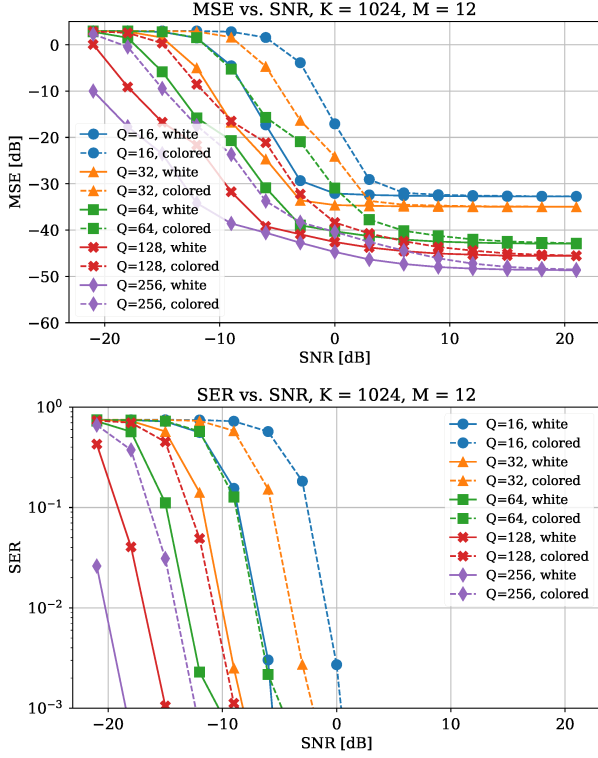 MSE vs. SNR, K = 1024, M = 12
MSE [dB]
0
−10
−20
−30
−40
−50
−60
Q=16, white
Q=16, colored
Q=32, white
Q=32, colored
Q=64, white
Q=64, colored
Q=128, white
Q=128, colored
Q=256, white
Q=256, colored
−20
−10
0
10
20
SNR [dB]
SER vs. SNR, K = 1024, M = 12
SER
10⁰
10⁻¹
10⁻²
10⁻³
Q=16, white
Q=16, colored
Q=32, white
Q=32, colored
Q=64, white
Q=64, colored
Q=128, white
Q=128, colored
Q=256, white
Q=256, colored
−20
−10
0
10
20
SNR [dB]